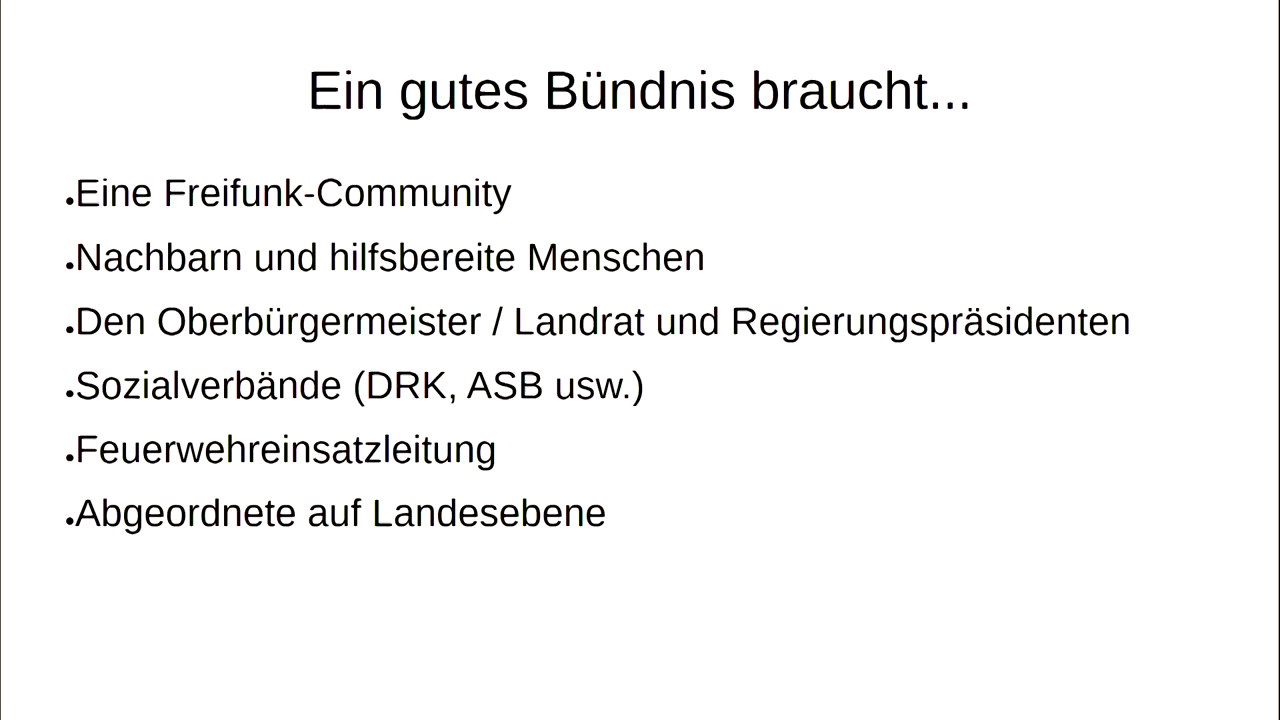 Ein gutes Bündnis braucht...
•Eine Freifunk-Community
•Nachbarn und hilfsbereite Menschen
•Den Oberbürgermeister / Landrat und Regierungspräsidenten
•Sozialverbände (DRK, ASB usw.)
•Feuerwehreinsatzleitung
•Abgeordnete auf Landesebene